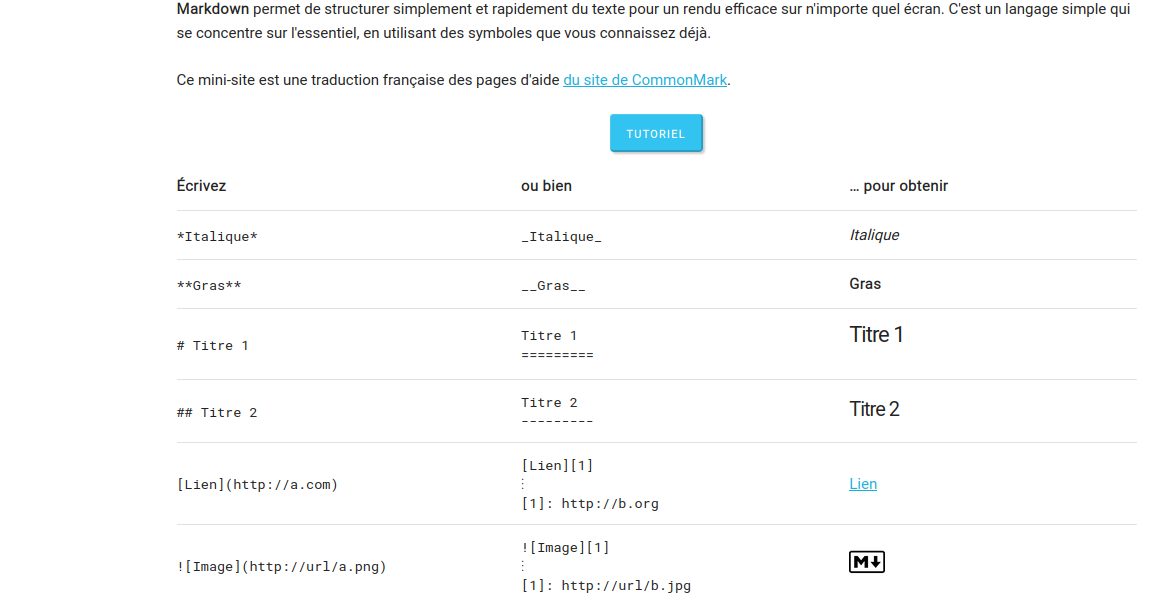 Markdown permet de structurer simplement et rapidement du texte pour un rendu efficace sur n'importe quel écran. C'est un langage simple qui
se concentre sur l'essentiel, en utilisant des symboles que vous connaissez déjà.
Ce mini-site est une traduction française des pages d'aide du site de CommonMark.
TUTORIEL
Écrivez ou bien … pour obtenir
*Italique* _Italique_ Italique
**Gras** __Gras__ Gras
# Titre 1 Titre 1
========= Titre 1
## Titre 2 Titre 2
--------- Titre 2
[Lien](http://a.com) [Lien][1]
⋮
[1]: http://b.org Lien
![Image](http://url/a.png) ![Image][1]
⋮
[1]: http://url/b.jpg M↓